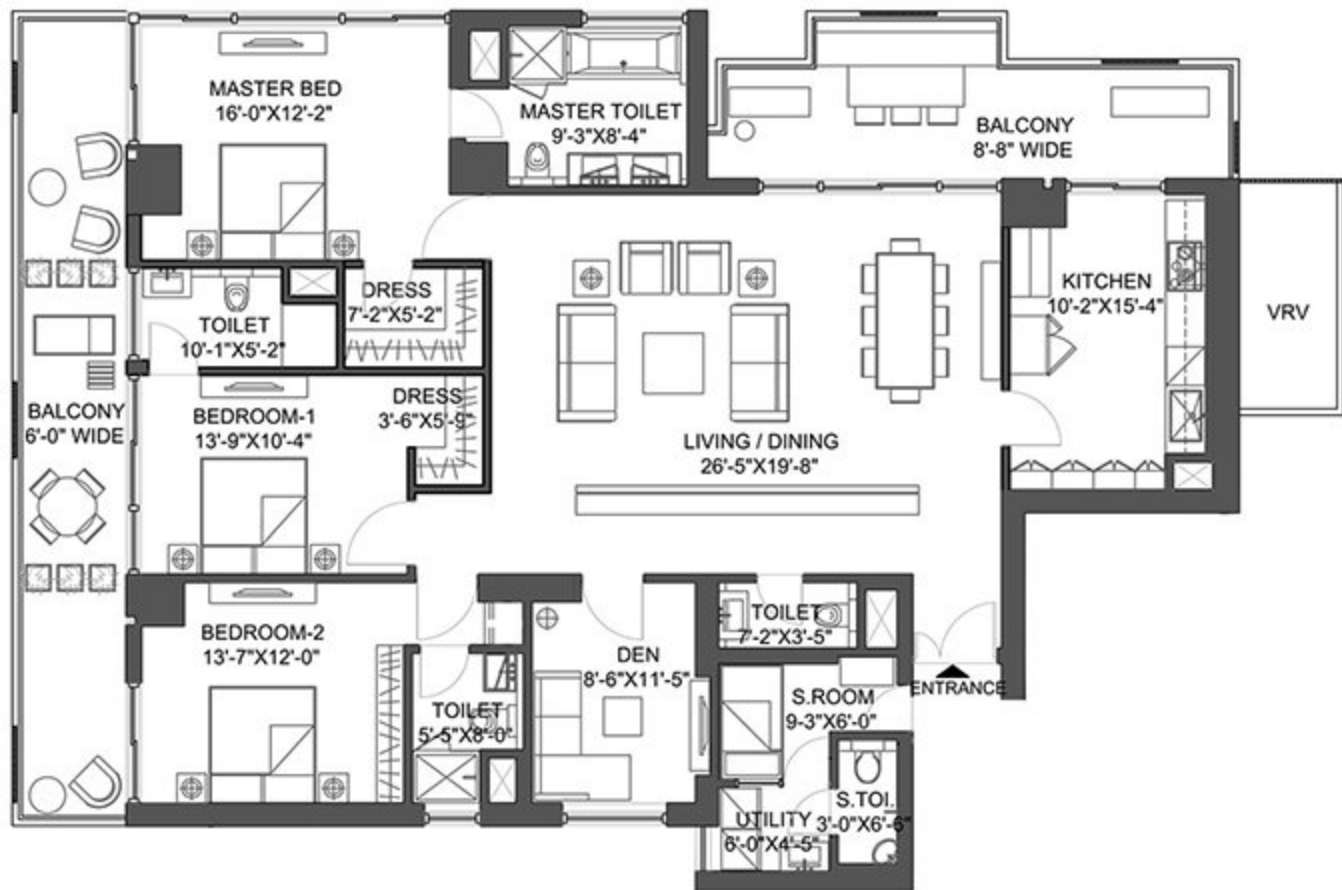 MASTER BED
16'-0"X12'-2"
MASTER TOILET
9'-3"X8'-4"
BALCONY
8'-8" WIDE
DRESS
7'-2"X5'-2"
KITCHEN
10'-2"X15'-4"
VRV
TOILET
10'-1"X5'-2"
BALCONY
6'-0" WIDE
BEDROOM-1
13'-9"X10'-4"
DRESS
3'-6"X5'-9"
LIVING / DINING
26'-5"X19'-8"
BEDROOM-2
13'-7"X12'-0"
TOILET
7'-2"X3'-5"
DEN
8'-6"X11'-5"
S.ROOM
9-3"X6'-0"
ENTRANCE
TOILET
5'-5"X8'-0"
UTILITY
6'-0"X4'-5"
S.TOI.
3'-0"X6'-6"